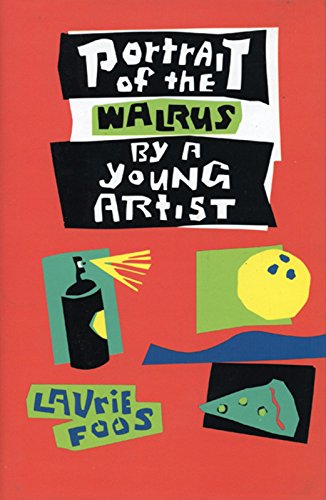 PORTRAIT
OF THE
WALRUS
BY A
YOUNG
ARTIST
LAURIE
FOOS